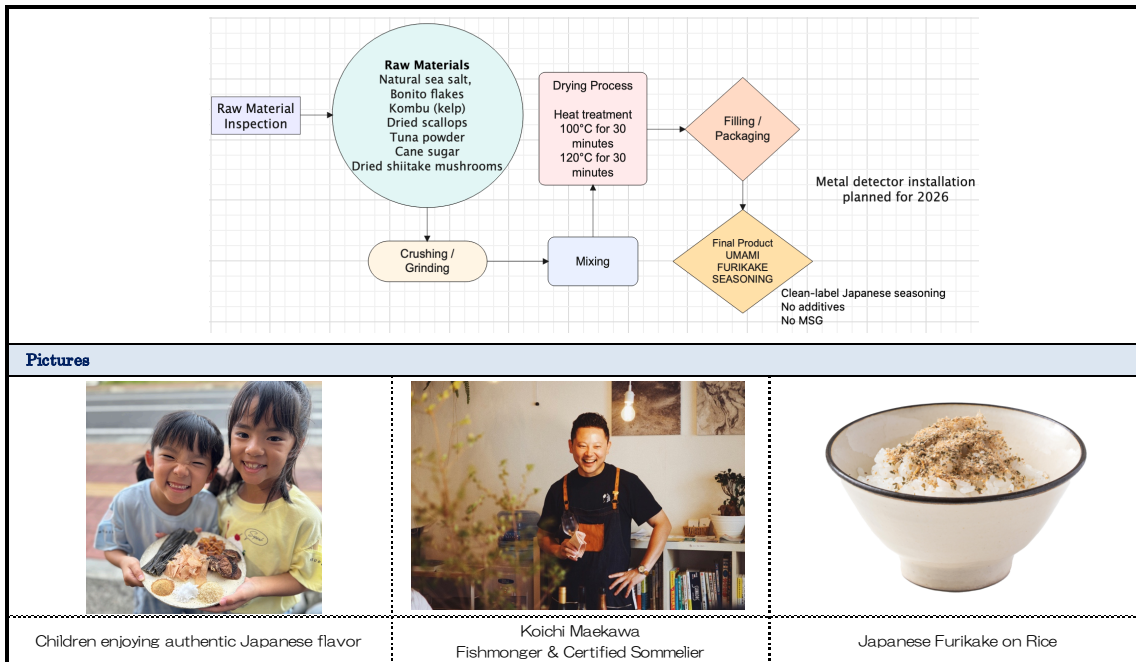 Raw Material
Inspection
Raw Materials
Natural sea salt,
Bonito flakes
Kombu (kelp)
Dried scallops
Tuna powder
Cane sugar
Dried shiitake mushrooms
Crushing /
Grinding
Mixing
Drying Process
Heat treatment
100°C for 30
minutes
120°C for 30
minutes
Filling /
Packaging
Metal detector installation
planned for 2026
Final Product
UMAMI
FURIKAKE
SEASONING
Clean-label Japanese seasoning
No additives
No MSG
Pictures
Children enjoying authentic Japanese flavor
Koichi Maekawa
Fishmonger & Certified Sommelier
Japanese Furikake on Rice